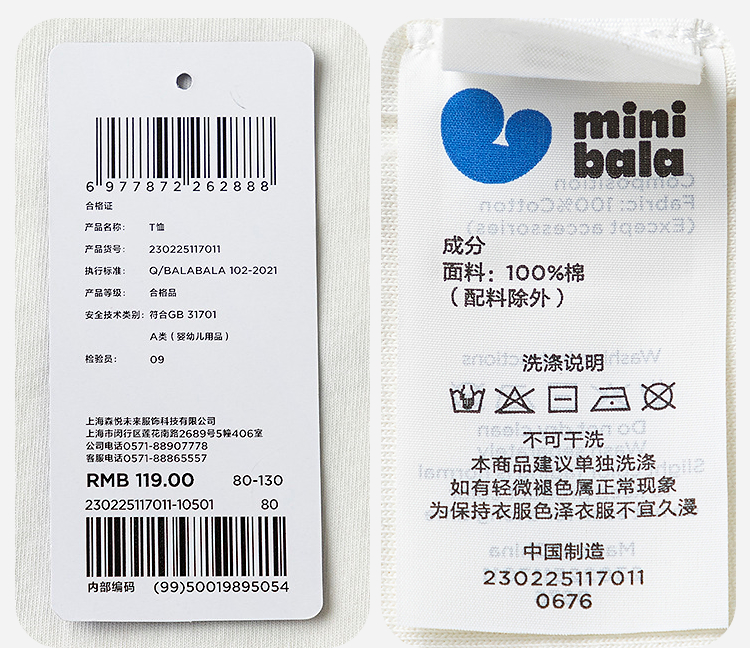 6 977872 262888
合格证
产品名称: T恤
产品货号: 230225117011
执行标准: Q/BALABALA 102-2021
产品等级: 合格品
安全技术类别: 符合GB 31701
A类（婴幼儿用品）
检验员: 09
上海森悦未来服饰科技有限公司
上海市闵行区莲花南路2689号5幢406室
公司电话0571-88907778
客服电话0571-88865557
RMB 119.00 80-130
230225117011-10501 80
内部编码 (99)50019895054
mini
bala
Composition
Fabric: 100%Cotton
(Except accessories)
成分
面料：100%棉
（配料除外）
洗涤说明
不可干洗
本商品建议单独洗涤
如有轻微褪色属正常现象
为保持衣服色泽衣服不宜久浸
中国制造
230225117011
0676